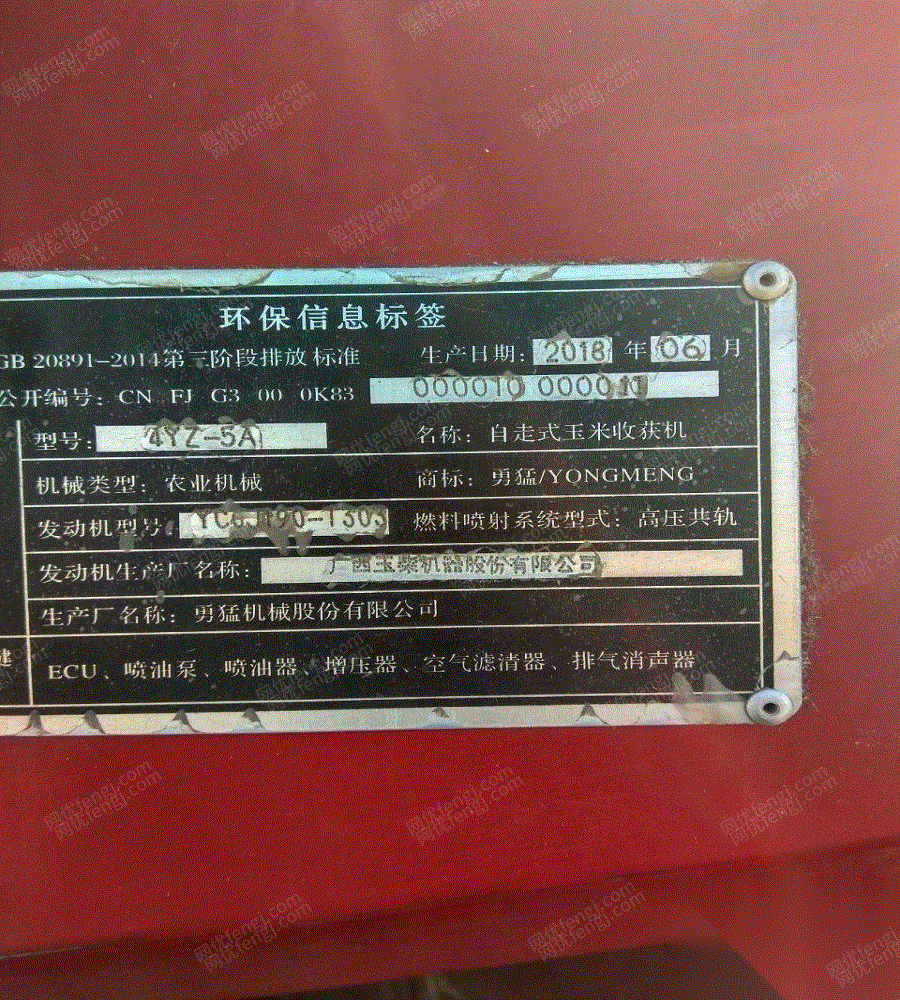 环保信息标签
GB 20891-2014第三阶段排放标准 生产日期: 2018 年 06 月
公开编号: CN FJ G3 00 0K83 000010 000011
型号: 4YZ-5A 名称: 自走式玉米收获机
机械类型: 农业机械 商标: 勇猛/YONGMENG
发动机型号 燃料喷射系统型式: 高压共轨
发动机生产厂名称: 广西玉柴机器股份有限公司
生产厂名称: 勇猛机械股份有限公司
ECU、喷油泵、喷油器、增压器、空气滤清器、排气消声器